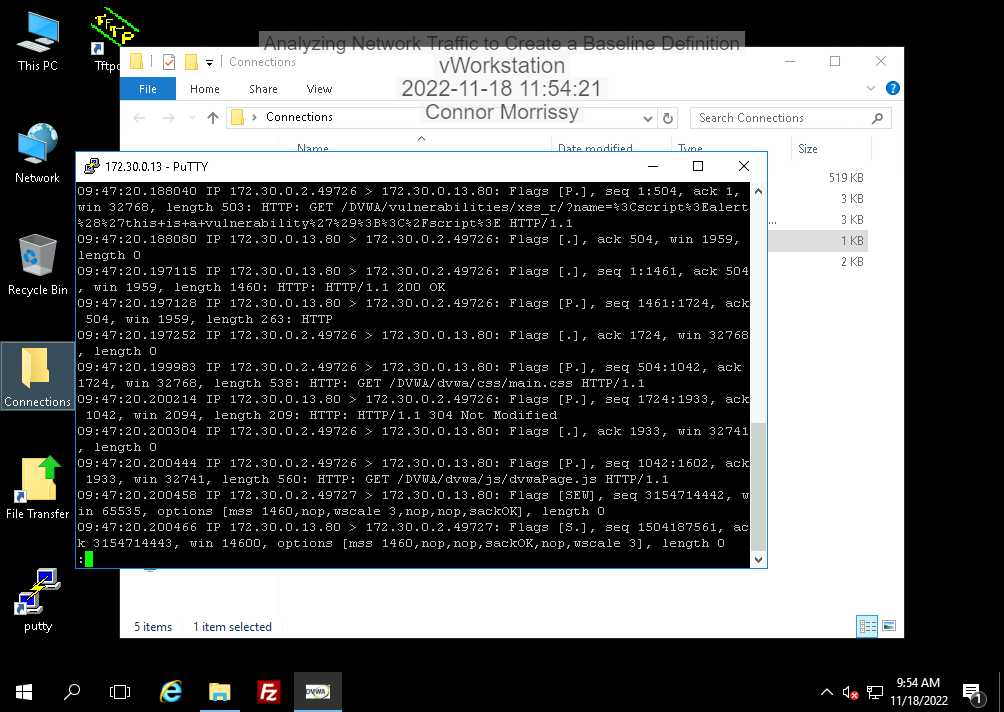 This PC
Tftpd
Network
Recycle Bin
Connections
File Transfer
putty
Analyzing Network Traffic to Create a Baseline Definition
vWorkstation
2022-11-18 11:54:21
Connor Morrissy
Connections
File Home Share View
Connections
Search Connections
Name Date modified Type Size
519 KB
3 KB
... 3 KB
1 KB
2 KB
172.30.0.13 - PuTTY
09:47:20.188040 IP 172.30.0.2.49726 > 172.30.0.13.80: Flags [P.], seq 1:504, ack 1,
win 32768, length 503: HTTP: GET /DVWA/vulnerabilities/xss_r/?name=%3Cscript%3Ealert
%28%27this+is+a+vulnerability%27%29%3B%3C%2Fscript%3E HTTP/1.1
09:47:20.188080 IP 172.30.0.13.80 > 172.30.0.2.49726: Flags [.], ack 504, win 1959,
length 0
09:47:20.197115 IP 172.30.0.13.80 > 172.30.0.2.49726: Flags [.], seq 1:1461, ack 504
, win 1959, length 1460: HTTP: HTTP/1.1 200 OK
09:47:20.197128 IP 172.30.0.13.80 > 172.30.0.2.49726: Flags [P.], seq 1461:1724, ack
504, win 1959, length 263: HTTP
09:47:20.197252 IP 172.30.0.2.49726 > 172.30.0.13.80: Flags [.], ack 1724, win 32768
, length 0
09:47:20.199983 IP 172.30.0.2.49726 > 172.30.0.13.80: Flags [P.], seq 504:1042, ack
1724, win 32768, length 538: HTTP: GET /DVWA/dvwa/css/main.css HTTP/1.1
09:47:20.200214 IP 172.30.0.13.80 > 172.30.0.2.49726: Flags [P.], seq 1724:1933, ack
1042, win 2094, length 209: HTTP: HTTP/1.1 304 Not Modified
09:47:20.200304 IP 172.30.0.2.49726 > 172.30.0.13.80: Flags [.], ack 1933, win 32741
, length 0
09:47:20.200444 IP 172.30.0.2.49726 > 172.30.0.13.80: Flags [P.], seq 1042:1602, ack
1933, win 32741, length 560: HTTP: GET /DVWA/dvwa/js/dvwaPage.js HTTP/1.1
09:47:20.200458 IP 172.30.0.2.49727 > 172.30.0.13.80: Flags [SEW], seq 3154714442, w
in 65535, options [mss 1460,nop,wscale 3,nop,nop,sackOK], length 0
09:47:20.200466 IP 172.30.0.13.80 > 172.30.0.2.49727: Flags [S.], seq 1504187561, ac
k 3154714443, win 14600, options [mss 1460,nop,nop,sackOK,nop,wscale 3], length 0
:
5 items 1 item selected
DVWA
9:54 AM
11/18/2022
1